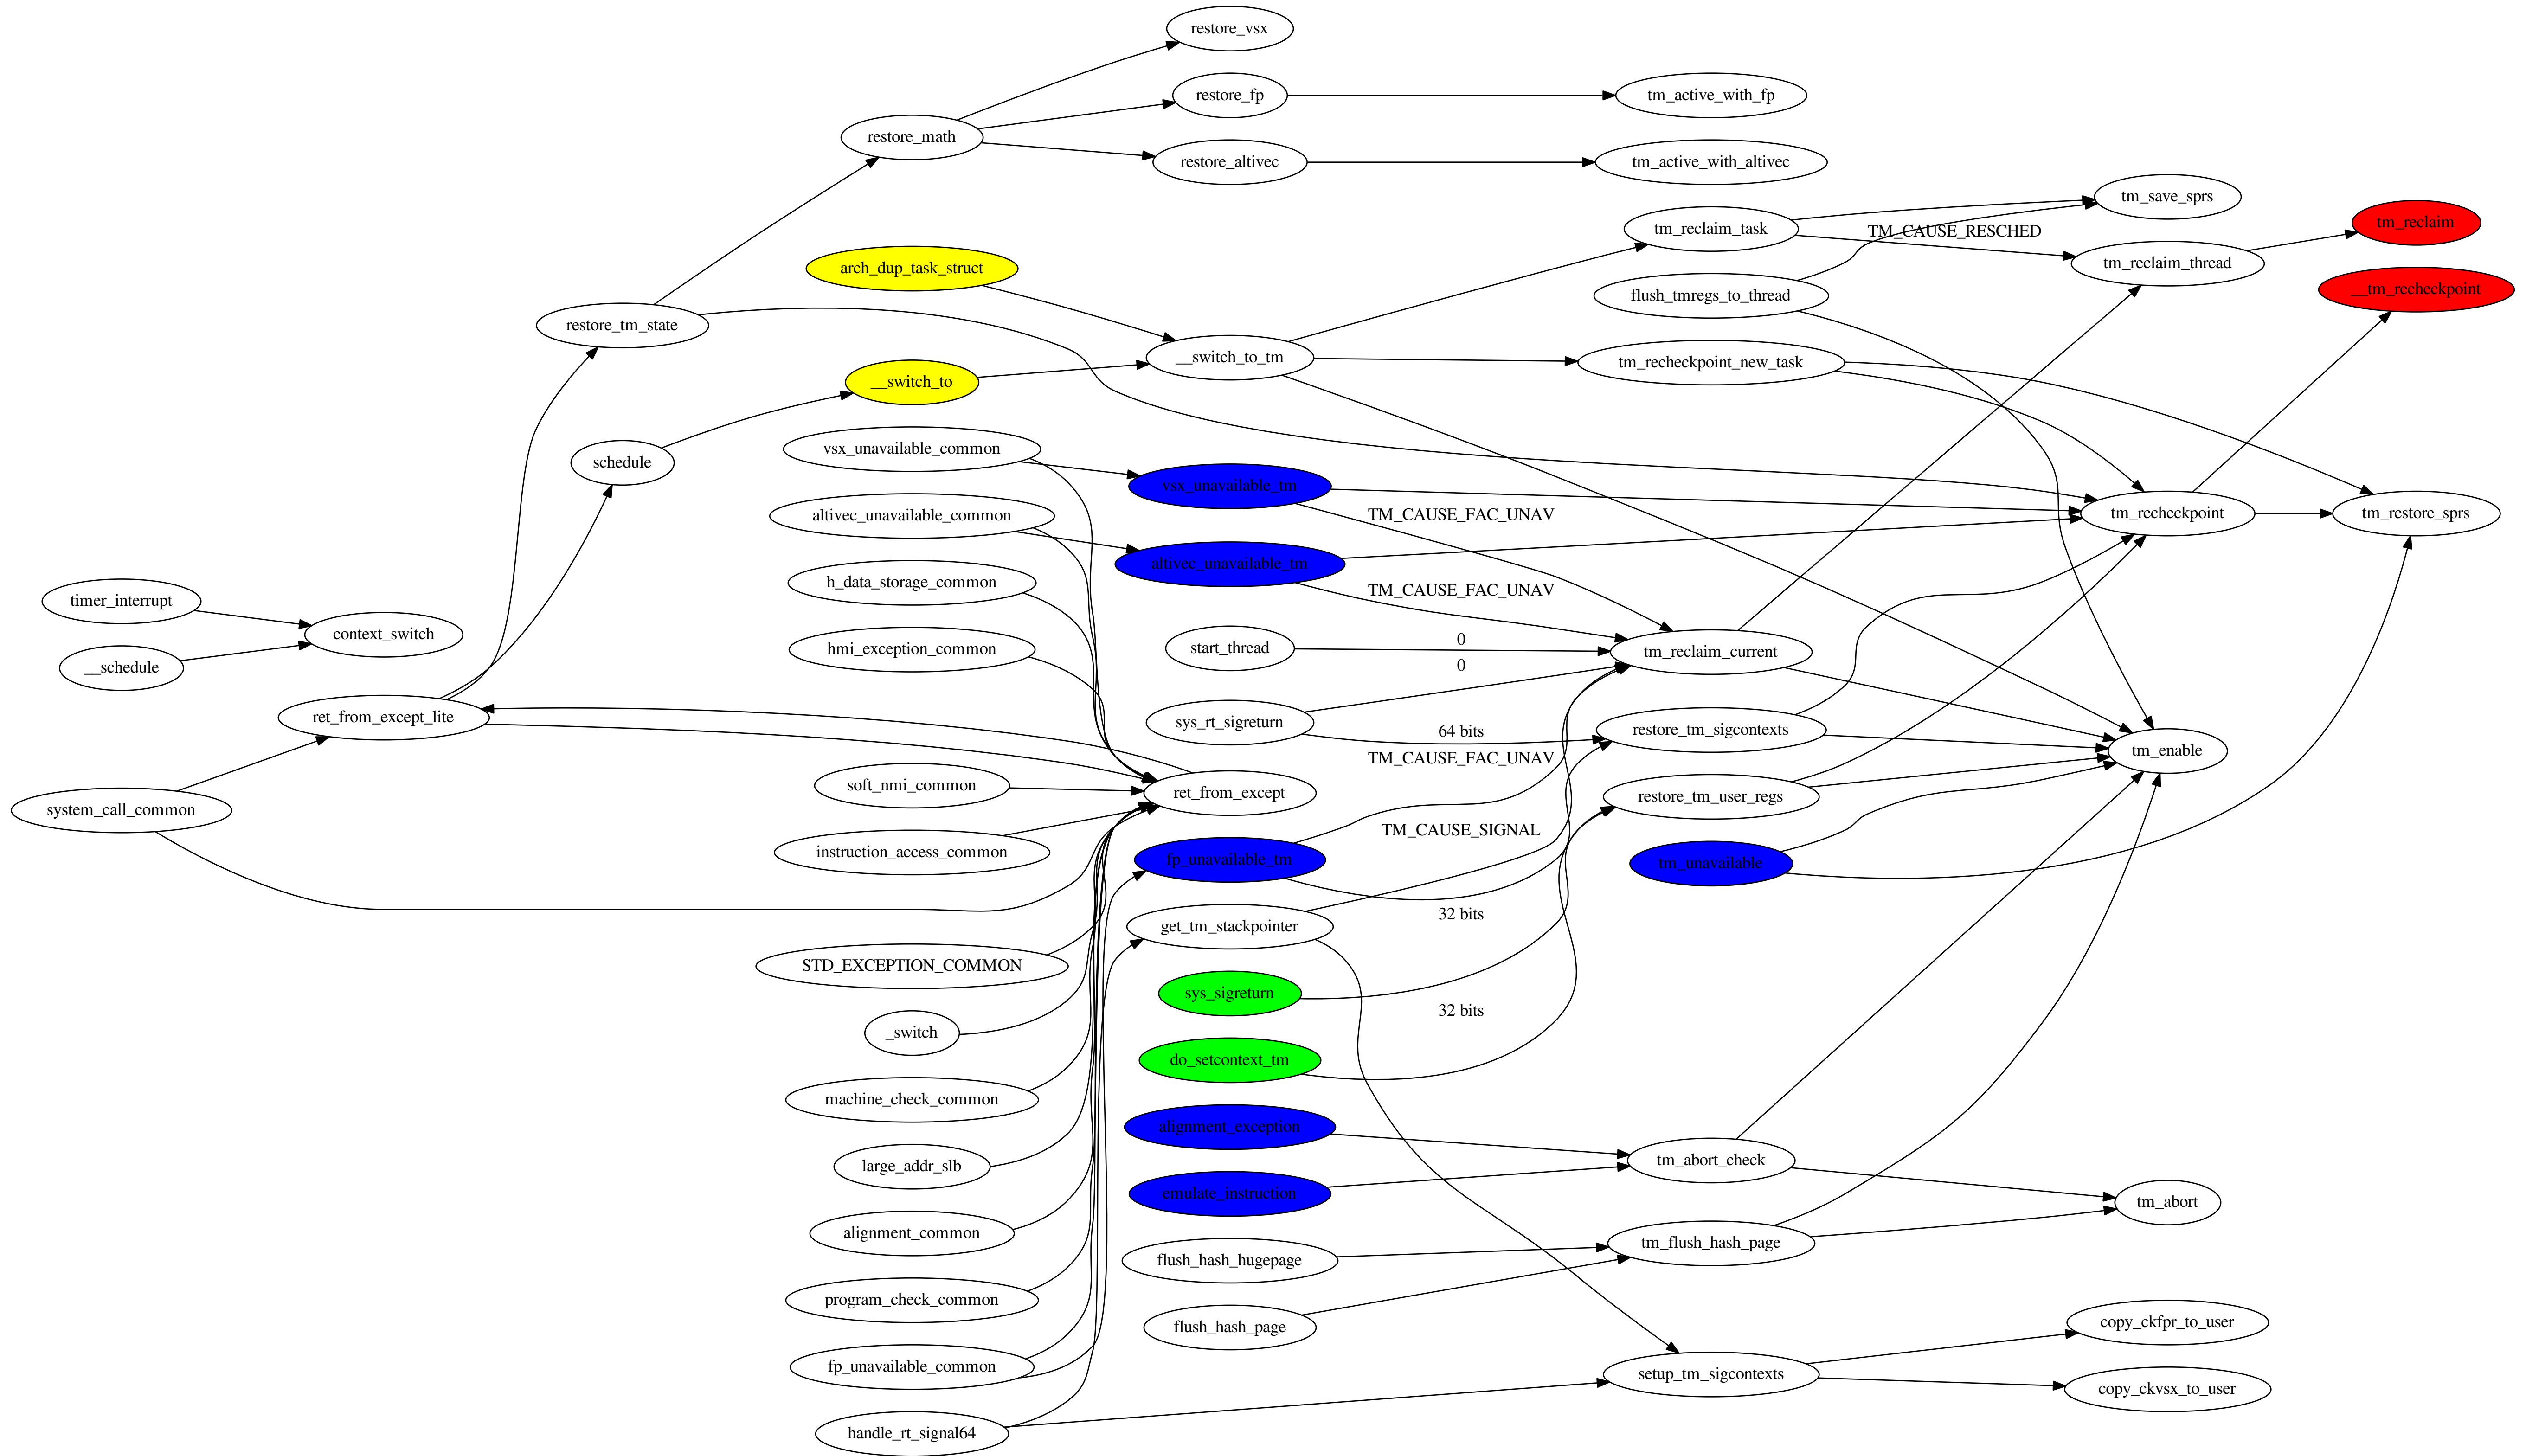 restore_vsx
restore_fp
tm_active_with_fp
restore_math
restore_altivec
tm_active_with_altivec
tm_save_sprs
tm_reclaim
tm_reclaim_task
TM_CAUSE_RESCHED
tm_reclaim_thread
arch_dup_task_struct
flush_tmregs_to_thread
__tm_recheckpoint
restore_tm_state
__switch_to_tm
tm_recheckpoint_new_task
__switch_to
vsx_unavailable_common
schedule
vsx_unavailable_tm
altivec_unavailable_common
TM_CAUSE_FAC_UNAV
tm_recheckpoint
tm_restore_sprs
altivec_unavailable_tm
h_data_storage_common
TM_CAUSE_FAC_UNAV
timer_interrupt
context_switch
hmi_exception_common
start_thread
0
tm_reclaim_current
0
__schedule
ret_from_except_lite
sys_rt_sigreturn
64 bits
restore_tm_sigcontexts
TM_CAUSE_FAC_UNAV
tm_enable
soft_nmi_common
ret_from_except
restore_tm_user_regs
system_call_common
TM_CAUSE_SIGNAL
instruction_access_common
fp_unavailable_tm
tm_unavailable
32 bits
get_tm_stackpointer
STD_EXCEPTION_COMMON
sys_sigreturn
32 bits
_switch
do_setcontext_tm
machine_check_common
alignment_exception
large_addr_slb
tm_abort_check
emulate_instruction
tm_abort
alignment_common
tm_flush_hash_page
flush_hash_hugepage
program_check_common
flush_hash_page
copy_ckfpr_to_user
fp_unavailable_common
setup_tm_sigcontexts
copy_ckvsx_to_user
handle_rt_signal64